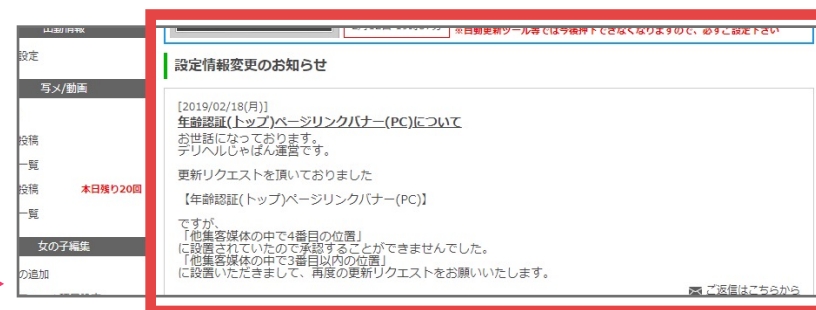 設定
写メ/動画
投稿
一覧
投稿 本日残り20回
一覧
女の子編集
の追加
※自動更新ツール等では今後押下できなくなりますので、必ずご設定下さい
設定情報変更のお知らせ
[2019/02/18(月)]
年齢認証(トップ)ページリンクバナー(PC)について
お世話になっております。
デリヘルじゃぱん運営です。
更新リクエストを頂いておりました
【年齢認証(トップ)ページリンクバナー(PC)】
ですが、
「他集客媒体の中で4番目の位置」
に設置されていたので承認することができませんでした。
「他集客媒体の中で3番目以内の位置」
に設置いただきまして、再度の更新リクエストをお願いいたします。
ご返信はこちらから